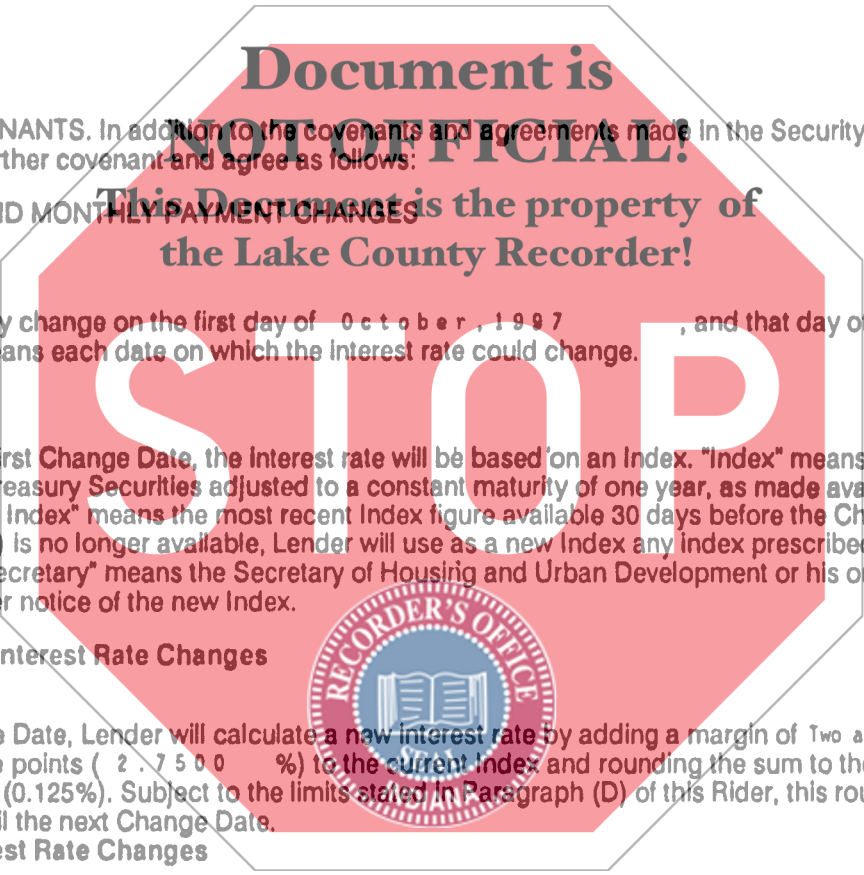 Document is
NANTS. In addition to the covenants and agreements made in the Security
NOT OFFICIAL!
ther covenant and agree as follows:
This Document is the property of
ID MONTHLY PAYMENT CHANGES
the Lake County Recorder!
y change on the first day of October, 1997 , and that day of
ans each date on which the interest rate could change.
STOP
irst Change Date, the interest rate will be based on an Index. "Index" means
reasury Securities adjusted to a constant maturity of one year, as made ava
Index" means the most recent Index figure available 30 days before the Ch
) is no longer available, Lender will use as a new Index any index prescribed
ecretary" means the Secretary of Housing and Urban Development or his o
r notice of the new Index.
RECORDER'S OFFICE
nterest Rate Changes
e Date, Lender will calculate a new interest rate by adding a margin of Two a
e points ( 2.7500 %) to the current Index and rounding the sum to the
SEAL
(0.125%). Subject to the limits stated in Paragraph (D) of this Rider, this rou
INDIANA
il the next Change Date.
est Rate Changes